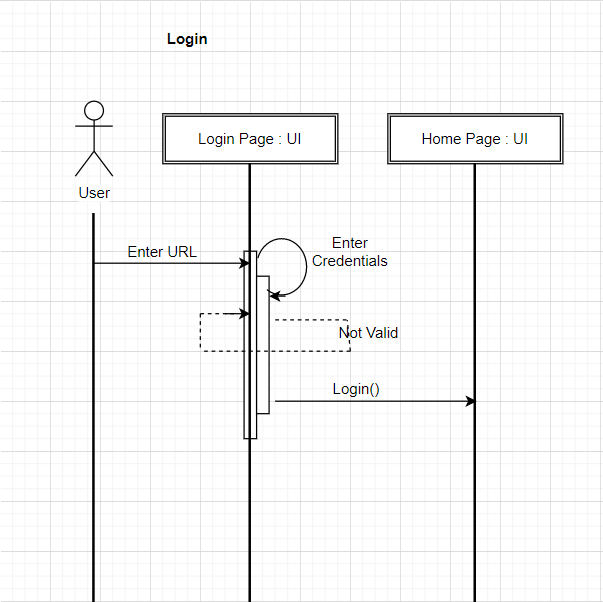 Login
Login Page : UI
Home Page : UI
User
Enter URL
Enter
Credentials
Not Valid
Login()